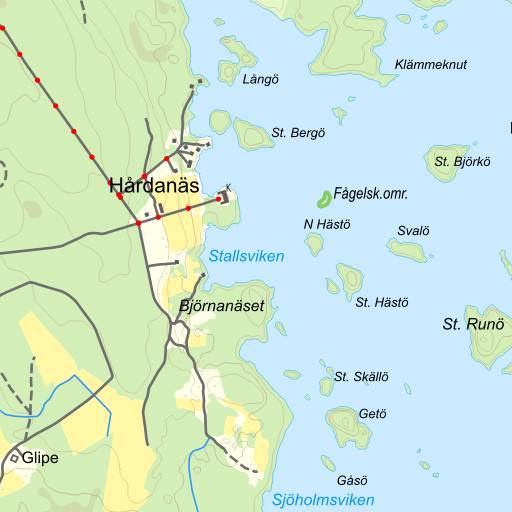 Långö
Klämmeknut
St. Bergö
St. Björkö
Hårdanäs
Fågelsk.omr.
N Hästö
Svalö
Stallsviken
Björnanäset
St. Hästö
St. Runö
St. Skällö
Getö
Glipe
Gåsö
Sjöholmsviken